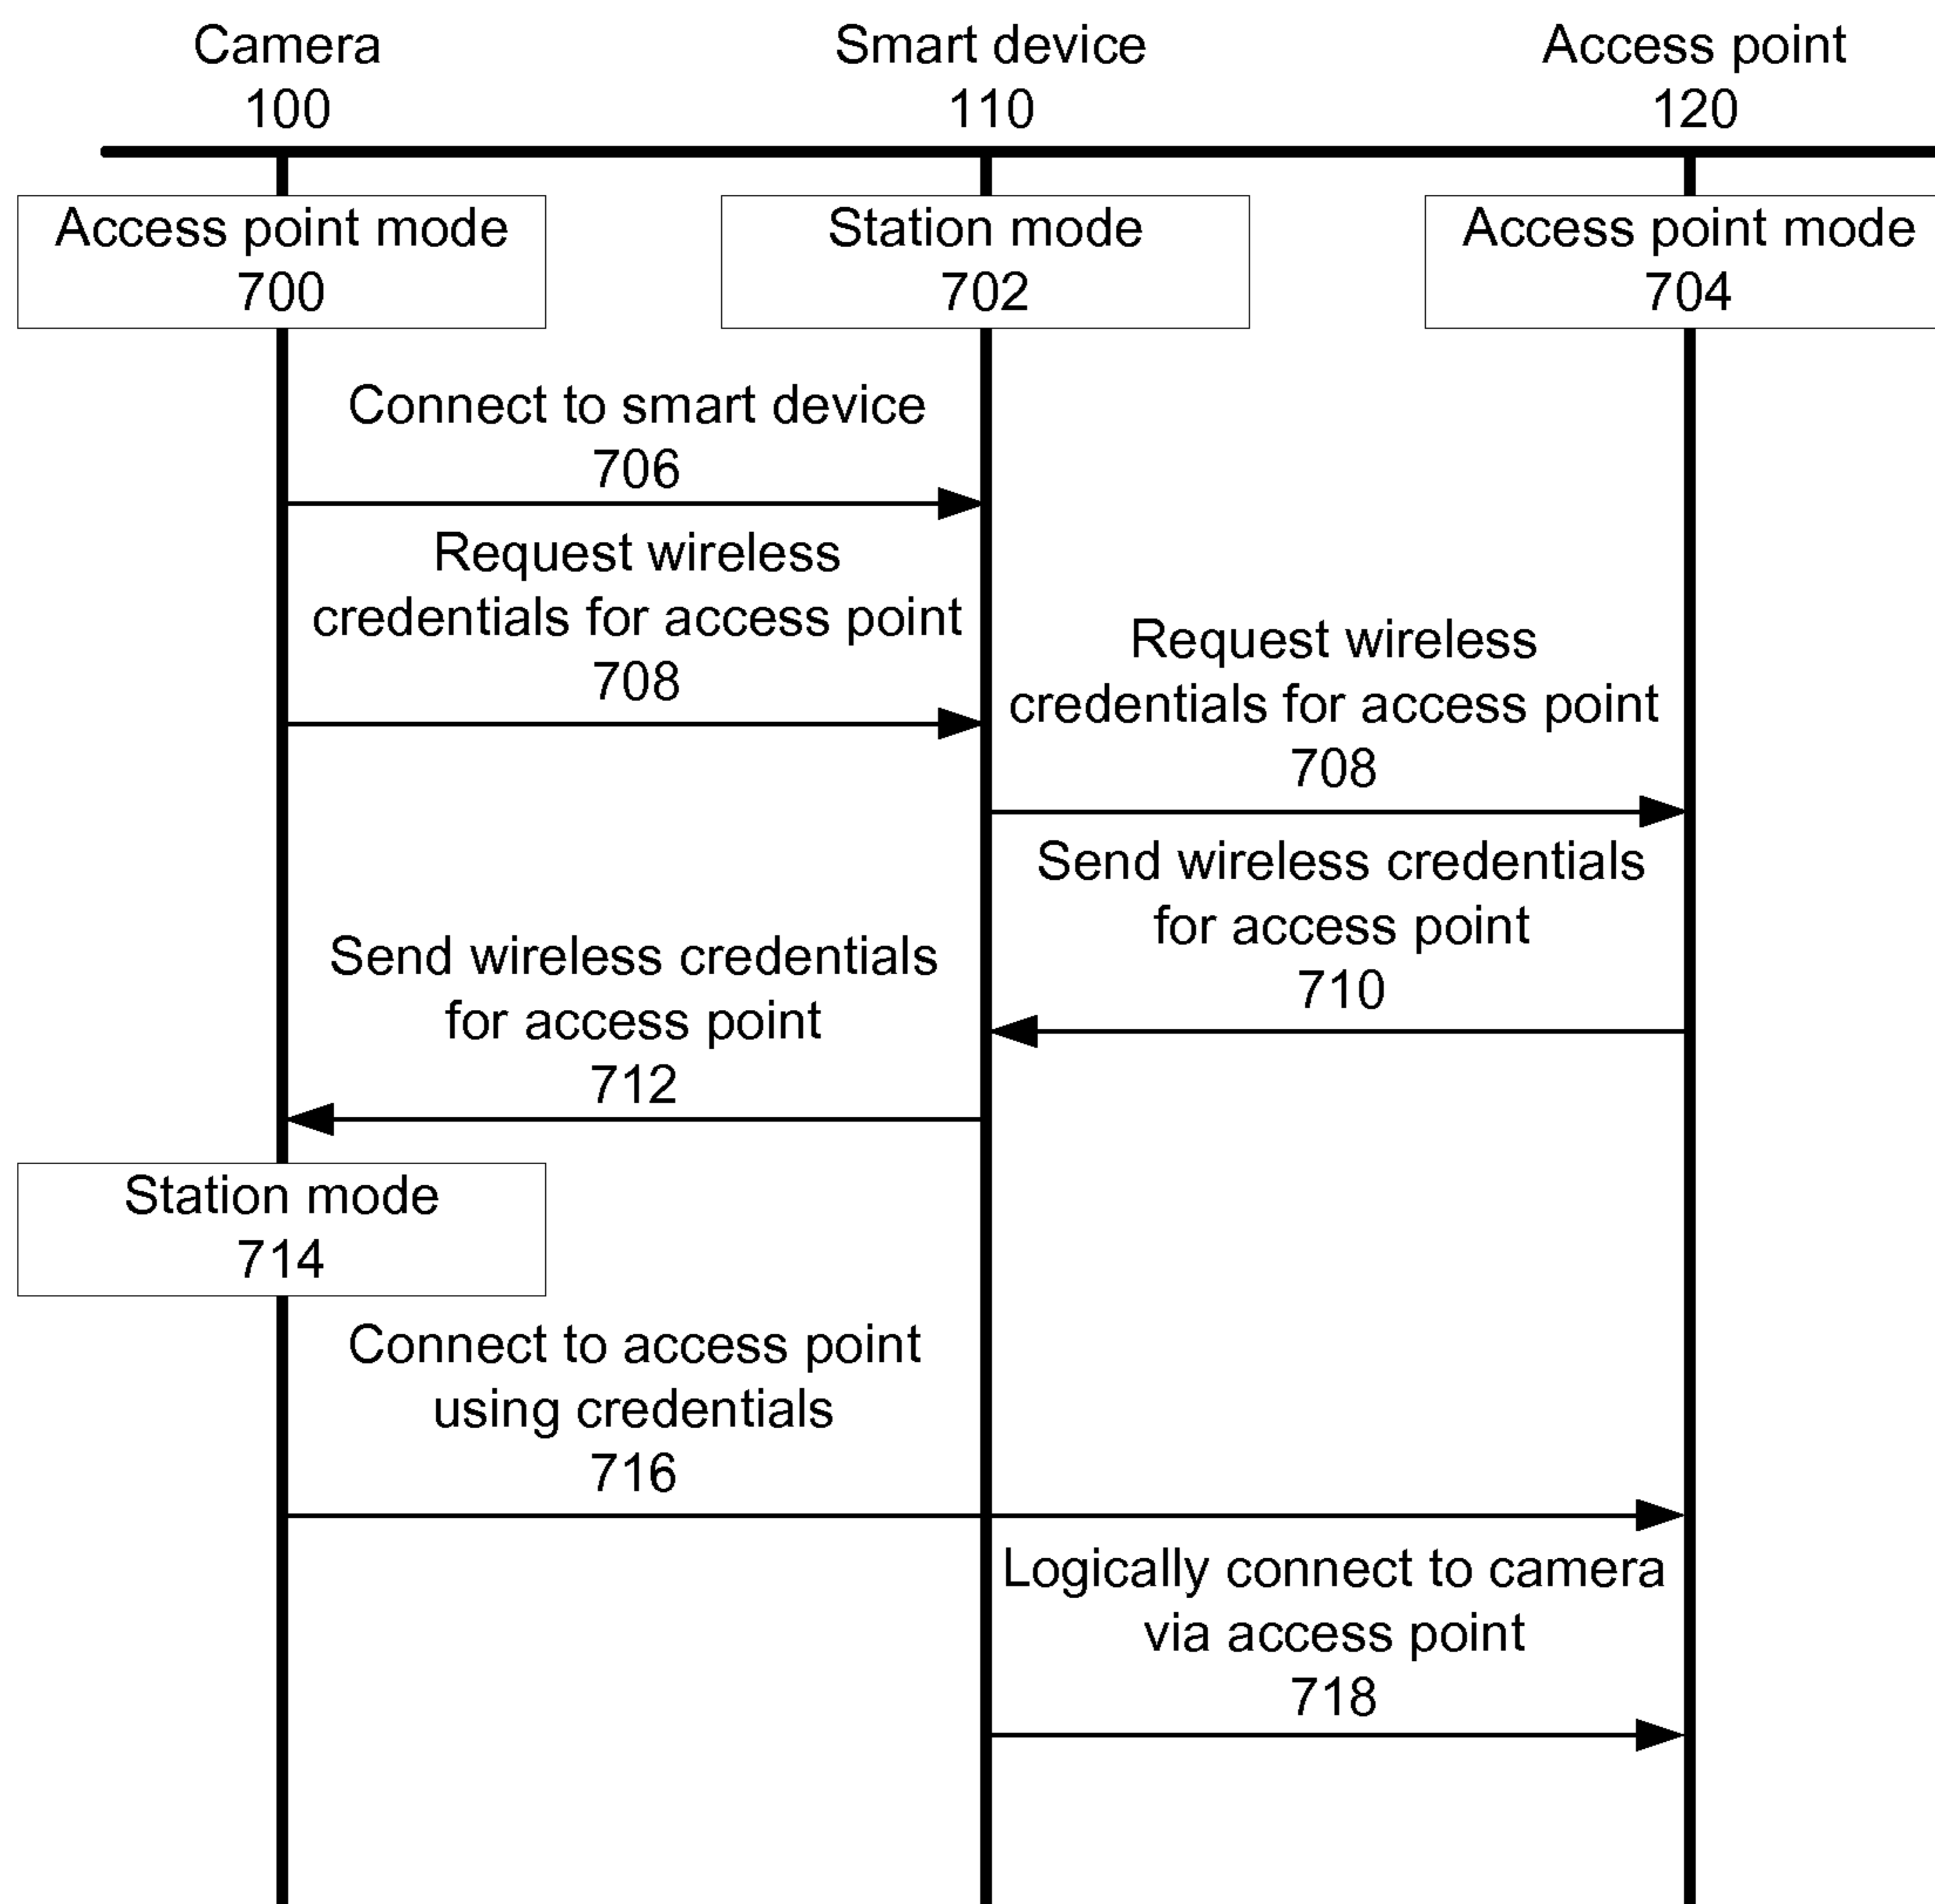 Camera
100
Smart device
110
Access point
120
Access point mode
700
Station mode
702
Access point mode
704
Connect to smart device
706
Request wireless
credentials for access point
708
Request wireless
credentials for access point
708
Send wireless credentials
for access point
710
Send wireless credentials
for access point
712
Station mode
714
Connect to access point
using credentials
716
Logically connect to camera
via access point
718